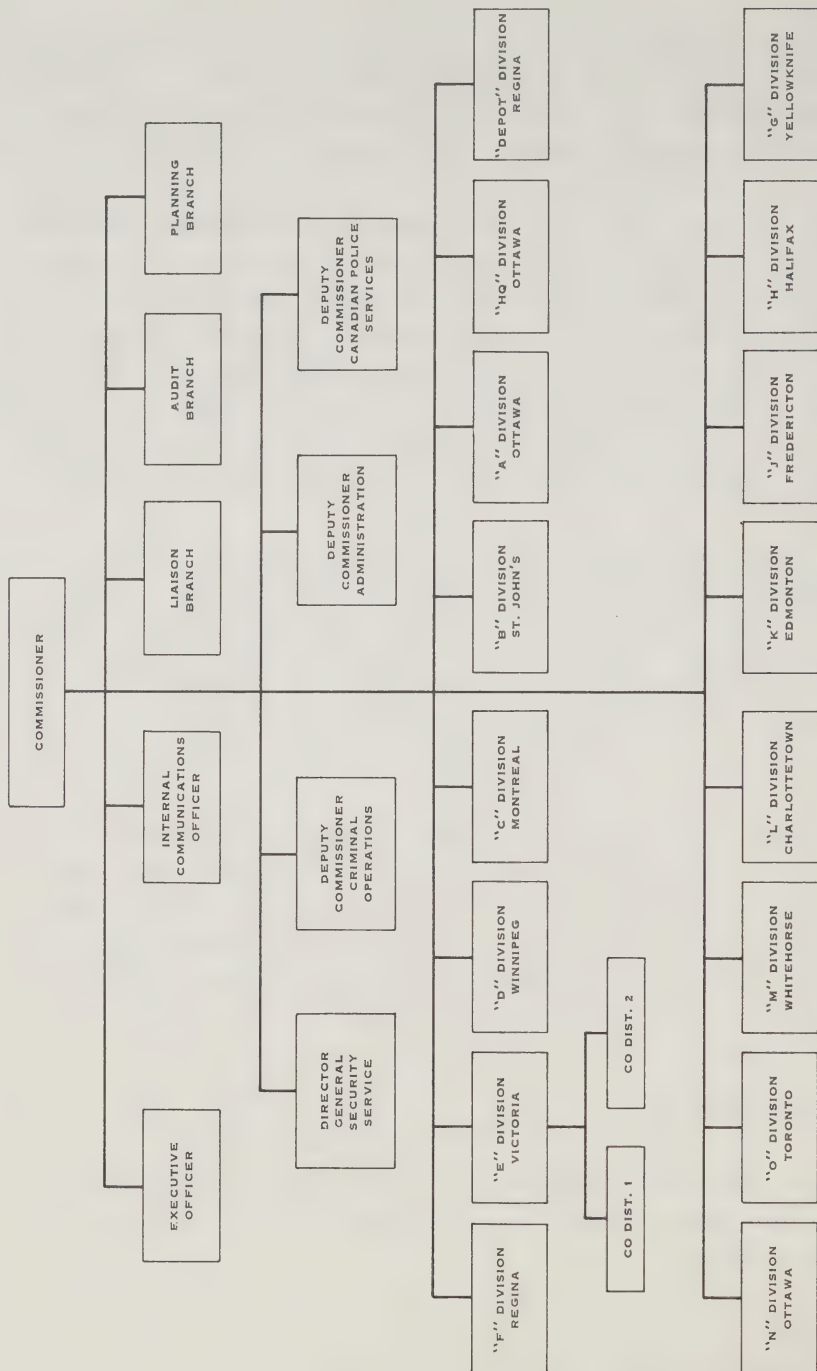 COMMISSIONER
EXECUTIVE
OFFICER
INTERNAL
COMMUNICATIONS
OFFICER
LIAISON
BRANCH
AUDIT
BRANCH
PLANNING
BRANCH
DIRECTOR
GENERAL
SECURITY
SERVICE
DEPUTY
COMMISSIONER
CRIMINAL
OPERATIONS
DEPUTY
COMMISSIONER
ADMINISTRATION
DEPUTY
COMMISSIONER
CANADIAN POLICE
SERVICES
"F" DIVISION
REGINA
"E" DIVISION
VICTORIA
"D" DIVISION
WINNIPEG
"C" DIVISION
MONTREAL
"B" DIVISION
ST. JOHN'S
"A" DIVISION
OTTAWA
"HQ" DIVISION
OTTAWA
"DEPOT" DIVISION
REGINA
CO DIST. 1
CO DIST. 2
"N" DIVISION
OTTAWA
"O" DIVISION
TORONTO
"M" DIVISION
WHITEHORSE
"L" DIVISION
CHARLOTTETOWN
"K" DIVISION
EDMONTON
"J" DIVISION
FREDERICTON
"H" DIVISION
HALIFAX
"G" DIVISION
YELLOWKNIFE